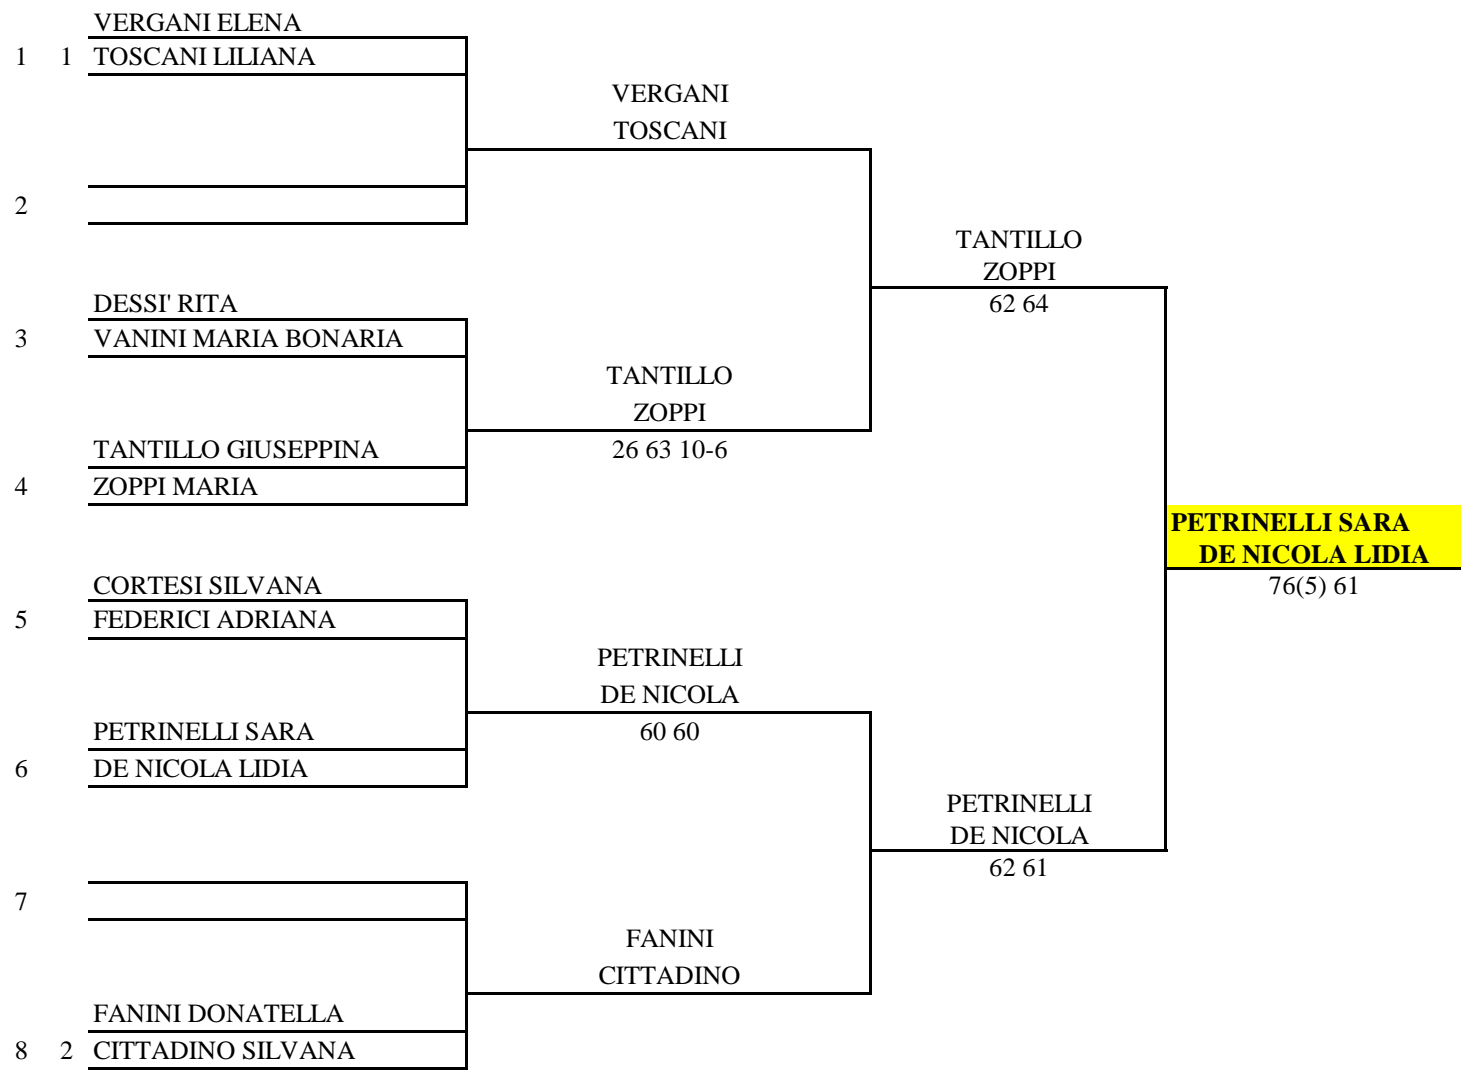 VERGANI ELENA
1 1 TOSCANI LILIANA
VERGANI
TOSCANI
2
TANTILLO
ZOPPI
62 64
DESSI' RITA
3 VANINI MARIA BONARIA
TANTILLO
ZOPPI
26 63 10-6
TANTILLO GIUSEPPINA
4 ZOPPI MARIA
PETRINELLI SARA
DE NICOLA LIDIA
76(5) 61
CORTESI SILVANA
5 FEDERICI ADRIANA
PETRINELLI
DE NICOLA
60 60
PETRINELLI SARA
6 DE NICOLA LIDIA
PETRINELLI
DE NICOLA
62 61
7
FANINI
CITTADINO
FANINI DONATELLA
8 2 CITTADINO SILVANA